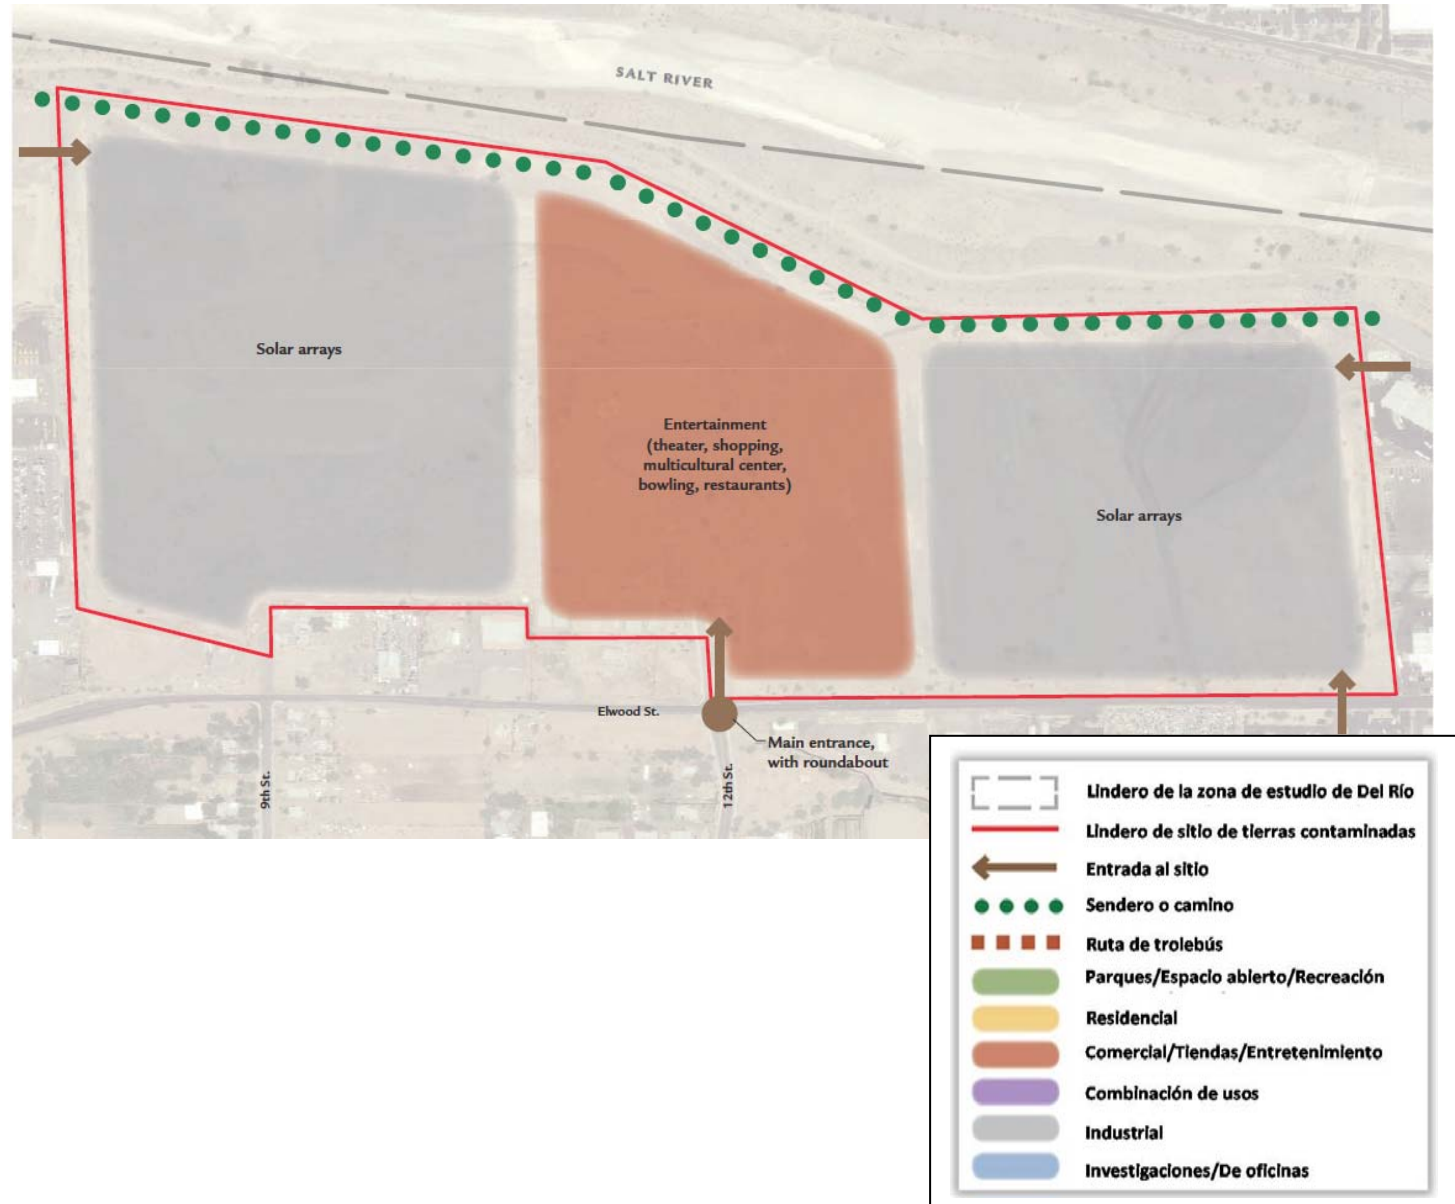 SALT RIVER
Solar arrays
Entertainment
(theater, shopping,
multicultural center,
bowling, restaurants)
Solar arrays
Elwood St.
Main entrance,
with roundabout
9th St.
12th St.
Lindero de la zona de estudio de Del Río
Lindero de sitio de tierras contaminadas
Entrada al sitio
Sendero o camino
Ruta de trolebús
Parques/Espacio abierto/Recreación
Residencial
Comercial/Tiendas/Entretenimiento
Combinación de usos
Industrial
Investigaciones/De oficinas